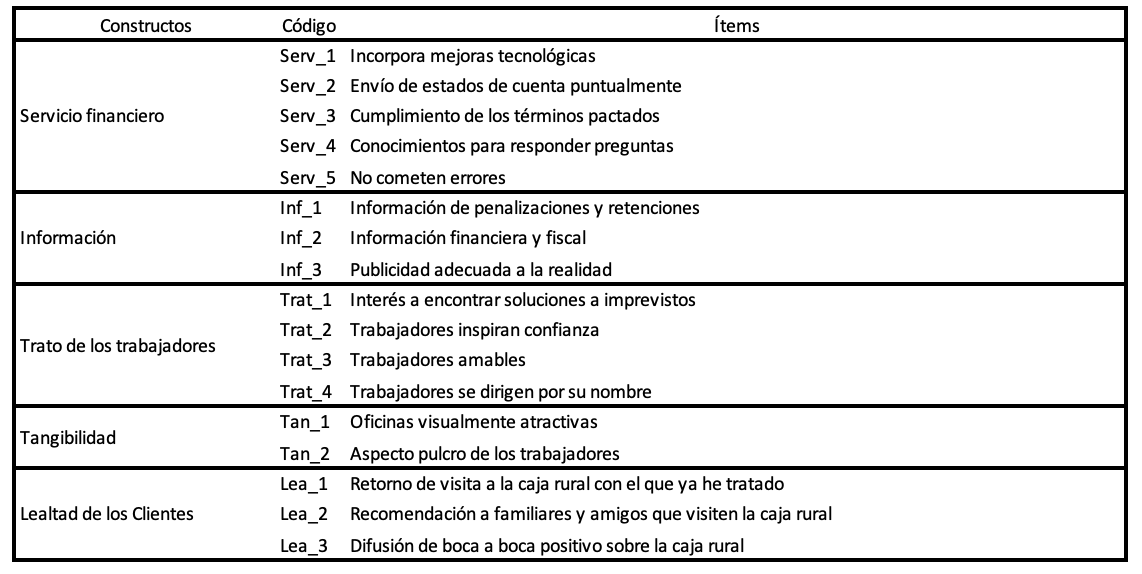 Constructos Código Ítems
Servicio financiero
Serv_1 Incorpora mejoras tecnológicas
Serv_2 Envío de estados de cuenta puntualmente
Serv_3 Cumplimiento de los términos pactados
Serv_4 Conocimientos para responder preguntas
Serv_5 No cometen errores
Información
Inf_1 Información de penalizaciones y retenciones
Inf_2 Información financiera y fiscal
Inf_3 Publicidad adecuada a la realidad
Trato de los trabajadores
Trat_1 Interés a encontrar soluciones a imprevistos
Trat_2 Trabajadores inspiran confianza
Trat_3 Trabajadores amables
Trat_4 Trabajadores se dirigen por su nombre
Tangibilidad
Tan_1 Oficinas visualmente atractivas
Tan_2 Aspecto pulcro de los trabajadores
Lealtad de los Clientes
Lea_1 Retorno de visita a la caja rural con el que ya he tratado
Lea_2 Recomendación a familiares y amigos que visiten la caja rural
Lea_3 Difusión de boca a boca positivo sobre la caja rural